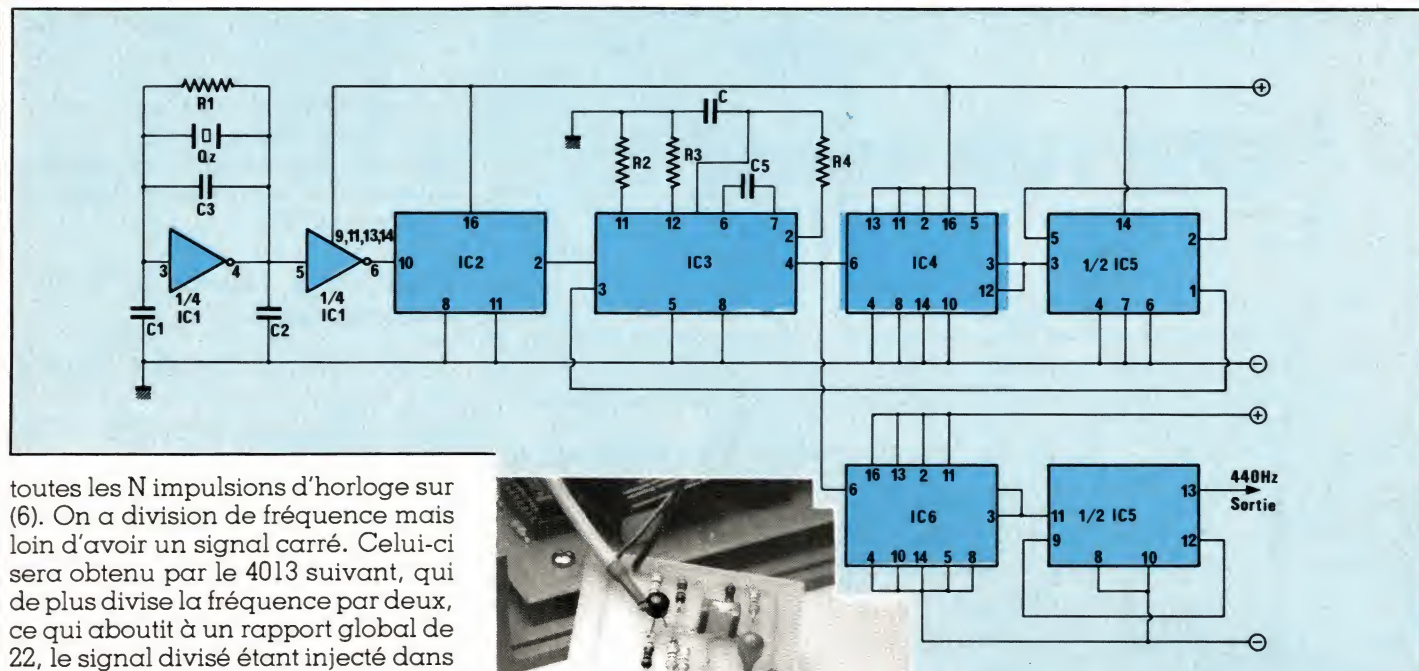 R1
Qz
C3
3
4
1/4
IC1
C1
C2
5
9,11,13,14
6
1/4
IC1
10
16
IC2
2
8
11
R2
R3
C
C5
R4
11
12
6
7
2
IC3
4
3
5
8
13
11
2
16
5
6
IC4
3
12
4
8
14
10
14
5
2
3
1/2 IC5
1
4
7
6
+
−
16
13
2
11
6
IC6
3
4
10
14
5
8
11
9
1/2 IC5
13
12
8
10
440Hz
Sortie
+
−
toutes les N impulsions d'horloge sur
(6). On a division de fréquence mais
loin d'avoir un signal carré. Celui-ci
sera obtenu par le 4013 suivant, qui
de plus divise la fréquence par deux,
ce qui aboutit à un rapport global de
22, le signal divisé étant injecté dans